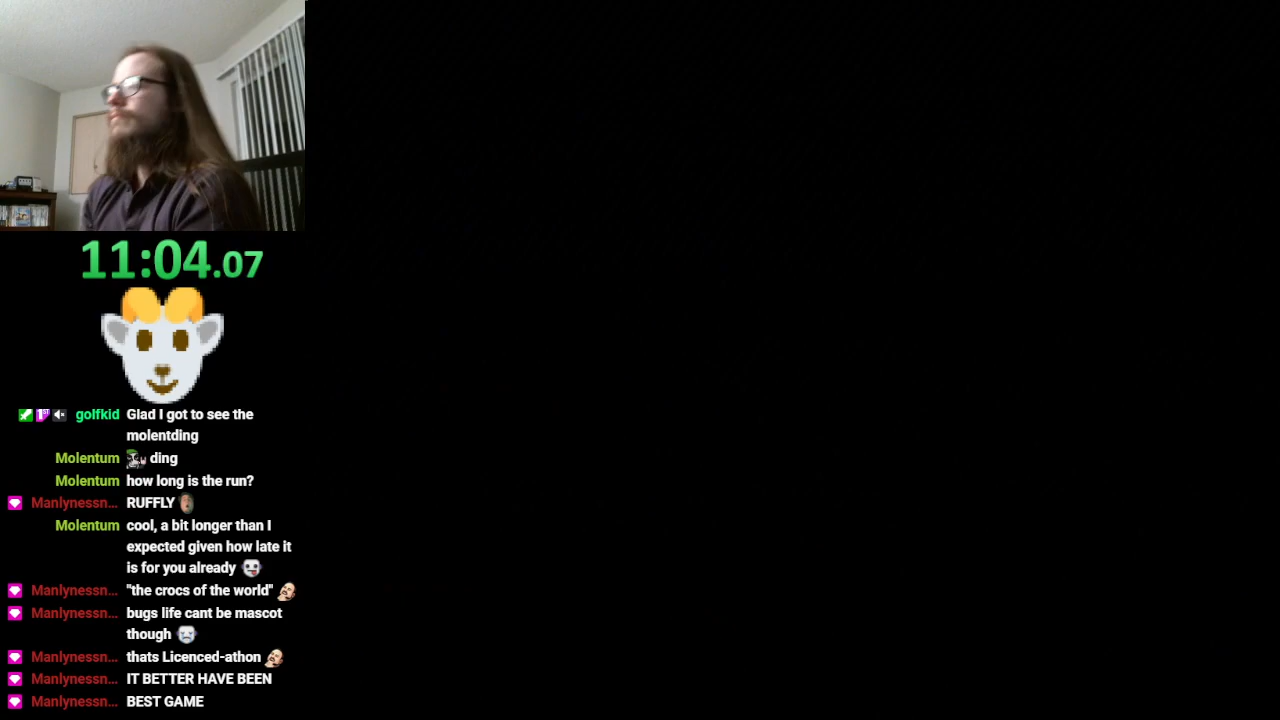 11:04.07
golfkid Glad I got to see the
molentding
Molentum ding
Molentum how long is the run?
Manlynessn... RUFFLY
Molentum cool, a bit longer than I
expected given how late it
is for you already
Manlynessn... "the crocs of the world"
Manlynessn... bugs life cant be mascot
though
Manlynessn... thats Licenced-athon
Manlynessn... IT BETTER HAVE BEEN
Manlynessn... BEST GAME